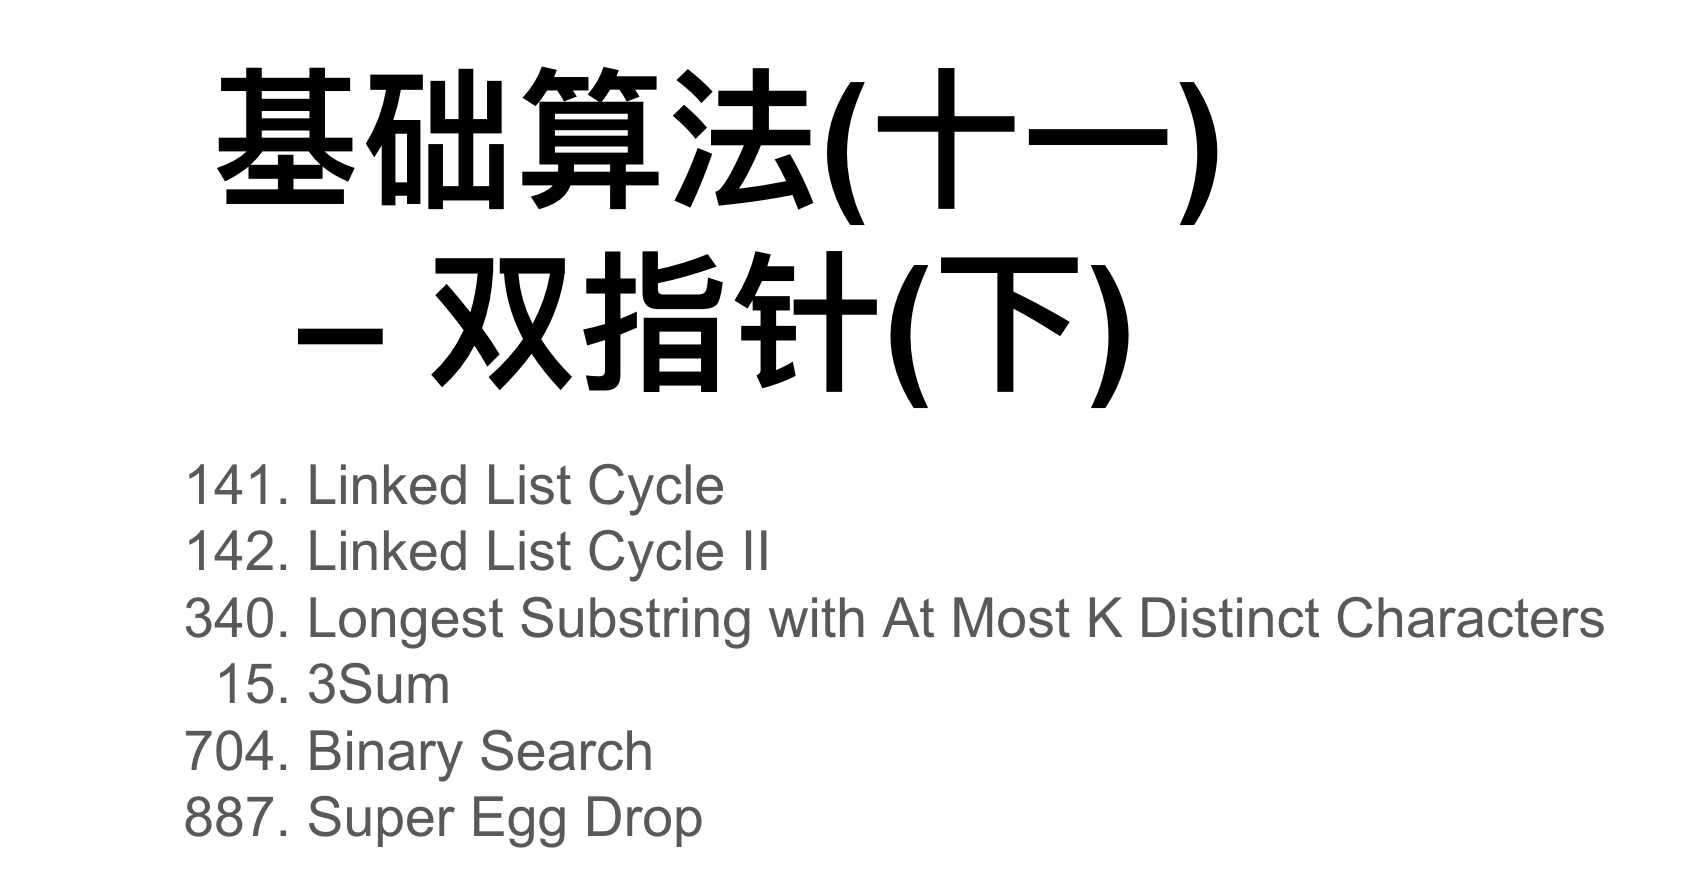 基础算法(十一)
– 双指针(下)
141. Linked List Cycle
142. Linked List Cycle II
340. Longest Substring with At Most K Distinct Characters
15. 3Sum
704. Binary Search
887. Super Egg Drop